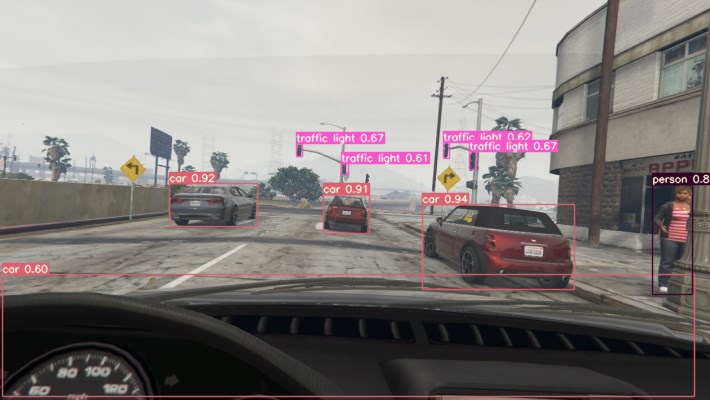 traffic light 0.67
traffic light 0.62
traffic light 0.61
traffic light 0.67
car 0.92
car 0.91
car 0.94
person 0.8
car 0.60
80 100
60 120
mph